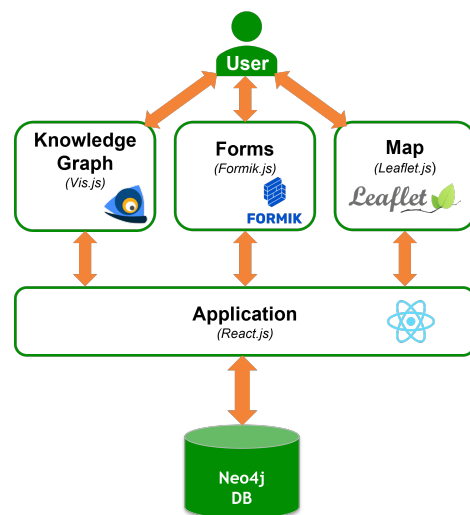 User
Knowledge
Graph
(Vis.js)
Forms
(Formik.js)
FORMIK
Map
(Leaflet.js)
Leaflet
Application
(React.js)
Neo4j
DB